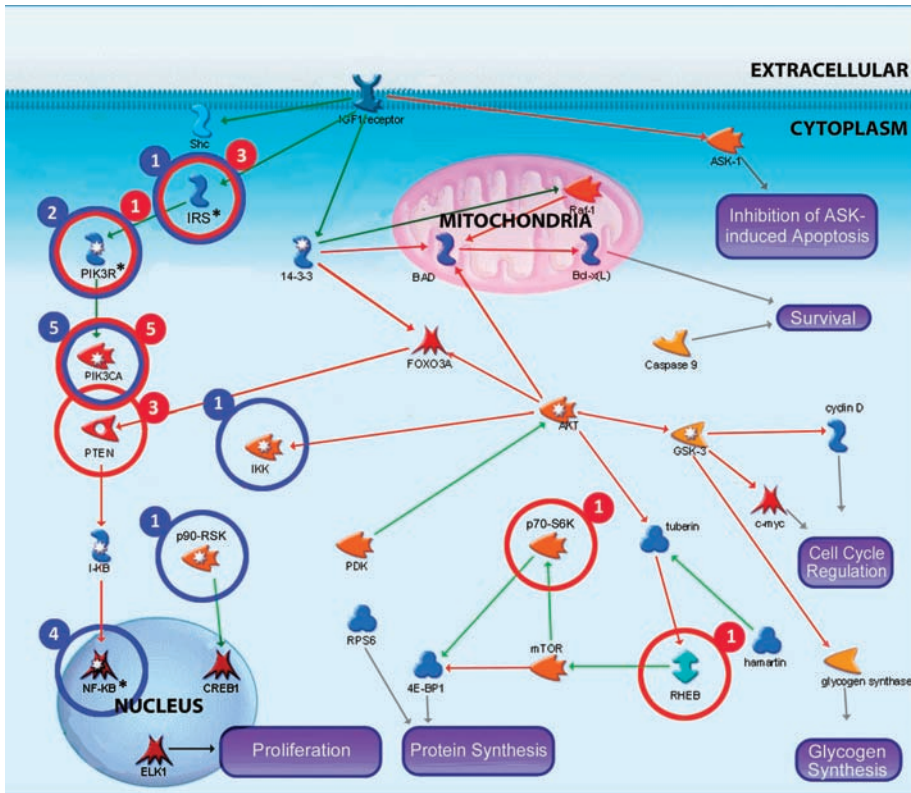 EXTRACELLULAR
IGF1receptor
CYTOPLASM
Shc
ASK-1
1
3
IRS*
2
1
PIK3R*
Raf-1
MITOCHONDRIA
14-3-3
BAD
Bcl-x(L)
Inhibition of ASK-
induced Apoptosis
Survival
5
5
PIK3CA
FOXO3A
Caspase 9
3
PTEN
1
IKK
AKT
GSK-3
cyclin D
c-myc
1
p90-RSK
p70-S6K
1
tuberin
Cell Cycle
Regulation
I-KB
PDK
RPS6
mTOR
1
hamartin
4
NF-KB*
CREB1
4E-BP1
RHEB
glycogen synthase
NUCLEUS
ELK1
Proliferation
Protein Synthesis
Glycogen
Synthesis